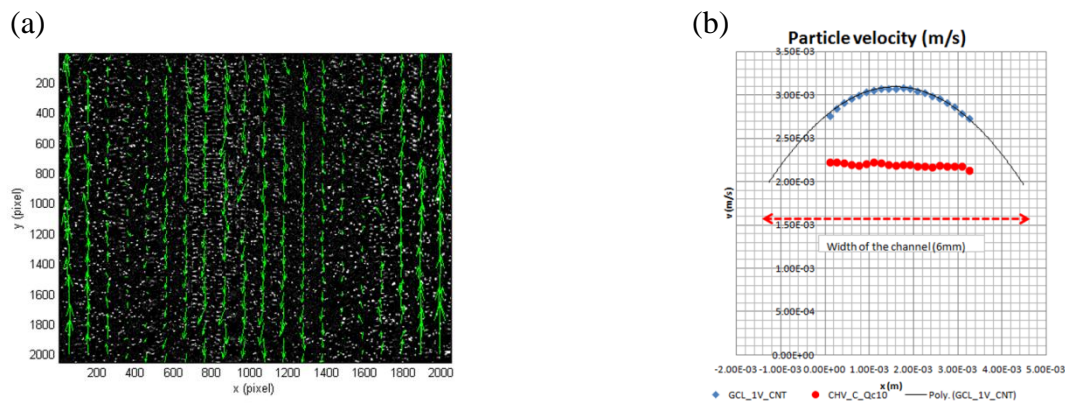 (a)
(b)
200
400
600
800
1000
1200
1400
1600
1800
2000
y (pixel)
200 400 600 800 1000 1200 1400 1600 1800 2000
x (pixel)
Particle velocity (m/s)
3.50E-03
3.00E-03
2.50E-03
2.00E-03
1.50E-03
1.00E-03
5.00E-04
0.00E+00
v (m/s)
Width of the channel (6mm)
-2.00E-03 -1.00E-03 0.00E+00 1.00E-03 2.00E-03 3.00E-03 4.00E-03 5.00E-03
x (m)
GCL_1V_CNT CHV_C_Qc10 Poly. (GCL_1V_CNT)